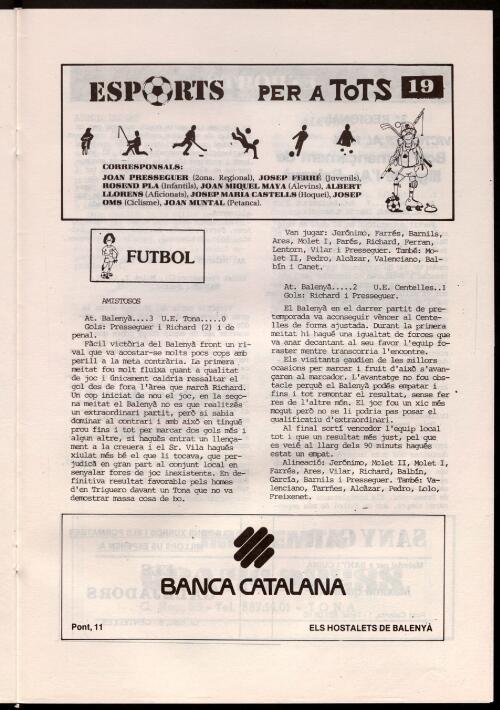 ESPORTS PER A TOTS 19
CORRESPONSALS:
JOAN PRESSEGUER (2ona. Regional), JOSEP FERRÉ (Juvenils),
ROSEND PLA (Infantils), JOAN MIQUEL MAYA (Alevins), ALBERT
LLORENS (Aficionats), JOSEP MARIA CASTELLS (Hoquei), JOSEP
OMS (Ciclisme), JOAN MUNTAL (Petanca).
FUTBOL
AMISTOSOS
At. Balenyà....3 U.E. Tona.....0
Gols: Presseguer i Richard (2) i de
penal.
Fàcil victòria del Balenyà front un ri-
val que va acostar-se molts pocs cops amb
perill a la meta contrària. La primera
meitat fou molt fluixa quant a qualitat
de joc i únicament caldria ressaltar el
gol des de fora l'àrea que marcà Richard.
Un cop iniciat de nou el joc, en la sego-
na meitat el Balenyà no es que realitzés
un extraordinari partit, però si sabia
dominar al contrari i amb això en tingué
prou fins i tot per marcar dos gols més i
algun altre, si hagués entrat un llença-
ment a la creuera i el Sr. Vila hagués
xiulat més bé el que li tocava, que per-
judicà en gran part al conjunt local en
senyalar fores de joc inexistents. En de-
finitiva resultat favorable pels homes
d'en Triguero davant un Tona que no va
demostrar massa cosa de bo.
Van jugar: Jerónimo, Farrés, Barnils,
Ares, Molet I, Parés, Richard, Ferran,
Lentorn, Vilar i Presseguer. També: Mo-
let II, Pedro, Alcàzar, Valenciano, Bal-
bín i Canet.
At. Balenyà.....2 U.E. Centelles..1
Gols: Richard i Presseguer.
El Balenyà en el darrer partit de pre-
temporada va aconseguir vèncer al Cente-
lles de forma ajustada. Durant la primera
meitat hi hagué una igualtat de forces que
va anar decantant al seu favor l'equip fo-
raster mentre transcorria l'encontre.
Els visitants gaudien de les millors
ocasions per marcar i fruit d'això s'avan-
çaren al marcador. L'avantatge no fou obs-
tacle perquè el Balenyà podés empatar i
fins i tot remontar el resultat, sense fer
res de l'altre món. El joc fou un xic més
mogut però no se li podria pas posar el
qualificatiu d'extraordinari.
Al final sortí vencedor l'equip local
tot i que un resultat més just, pel que
es veié al llarg dels 90 minuts hagués
estat un empat.
Alineació: Jerónimo, Molet II, Molet I,
Farrés, Ares, Vilar, Richard, Balbín,
García, Barnils i Presseguer. També: Va-
lenciano, Tarrñes, Alcàzar, Pedro, Lolo,
Freixenet.
BANCA CATALANA
Pont, 11 ELS HOSTALETS DE BALENYÀ